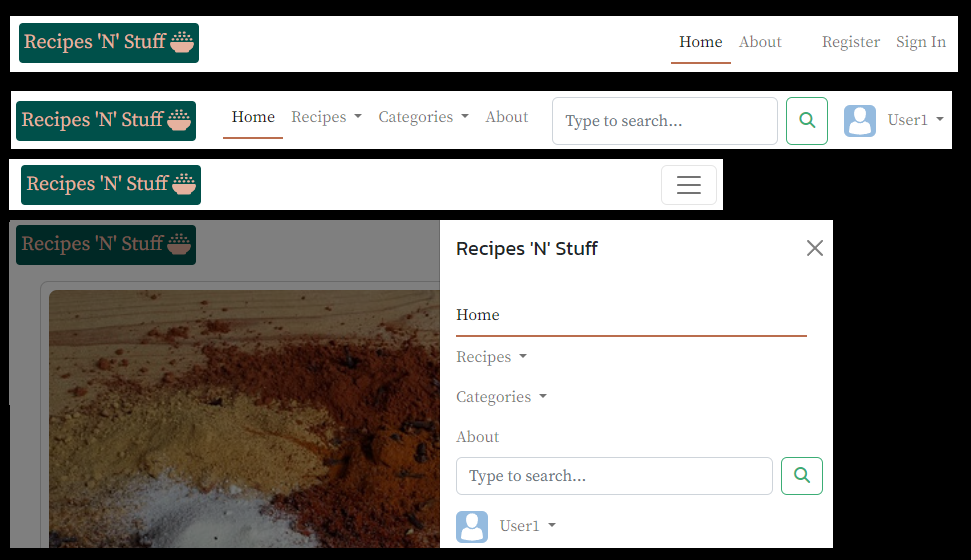 Recipes 'N' Stuff Home About Register Sign In
Recipes 'N' Stuff Home Recipes Categories About Type to search... User1
Recipes 'N' Stuff
Recipes 'N' Stuff
Recipes 'N' Stuff
Home
Recipes
Categories
About
Type to search...
User1